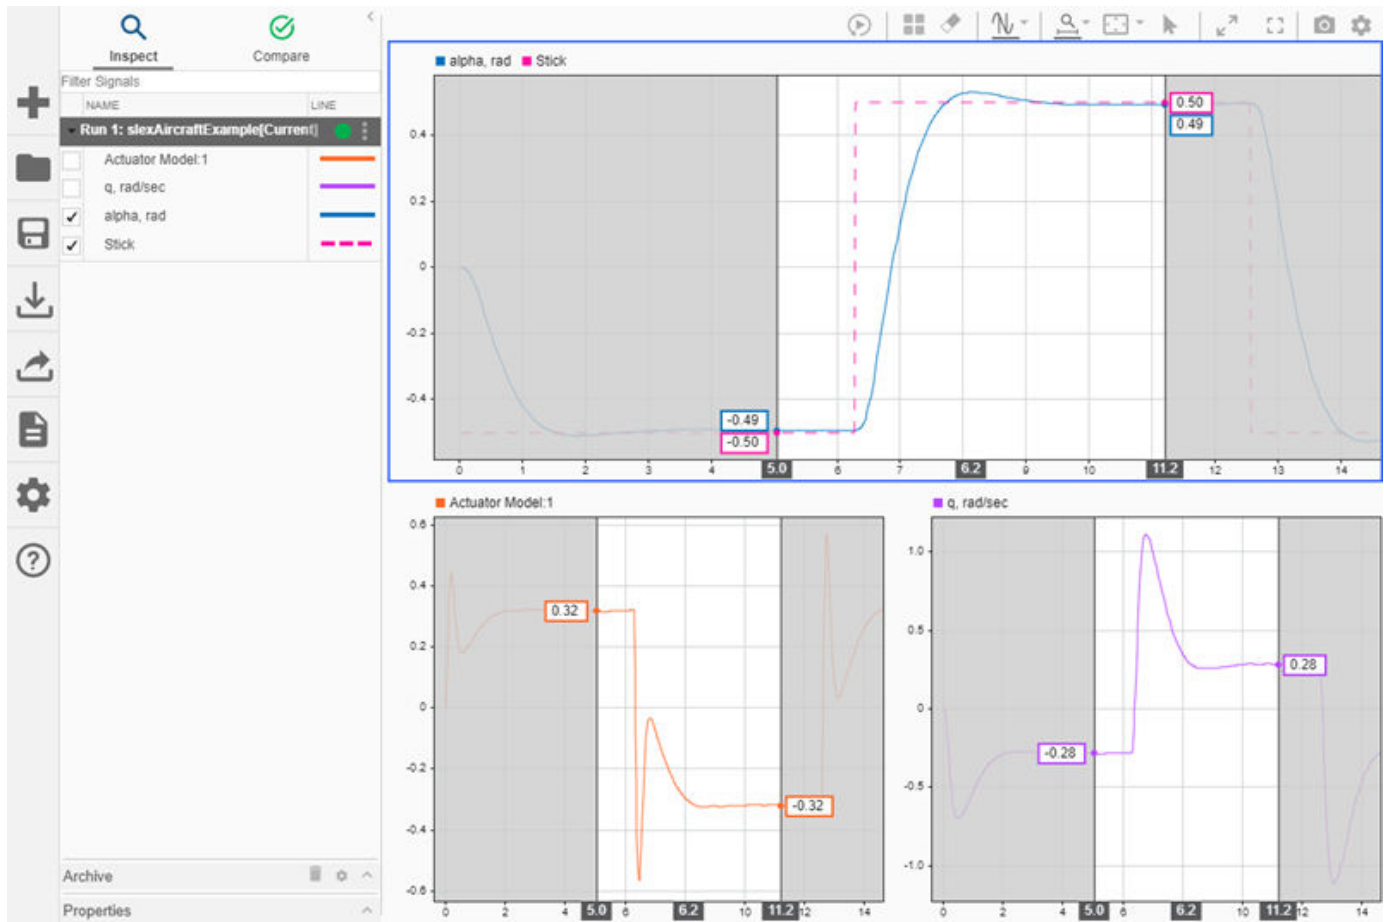 Inspect Compare
Filter Signals
NAME LINE
Run 1: slexAircraftExample[Current]
Actuator Model:1
q, rad/sec
alpha, rad
Stick
Archive
Properties
alpha, rad Stick
0.4
0.2
0
-0.2
-0.4
0.50
0.49
-0.49
-0.50
0 1 2 3 4 5.0 6 7 6.2 9 10 11.2 12 13 14
Actuator Model:1
0.6
0.4
0.2
0
-0.2
-0.4
-0.6
0.32
-0.32
0 2 4 5.0 6 6.2 10 11.2 12 14
q, rad/sec
1.0
0.5
0
-0.5
-1.0
-0.28
0.28
0 2 4 5.0 6 6.2 10 11.2 12 14